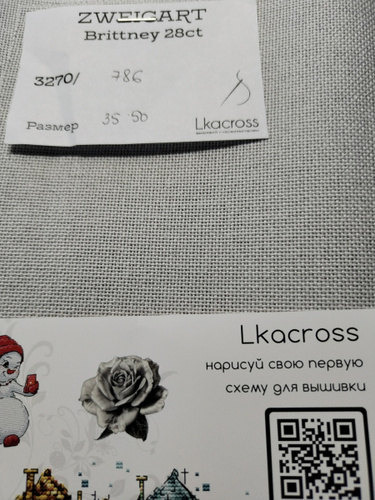 ZWEIGART
Brittney 28ct
3270/ 786
Размер 35 50
Lkacross
Lkacross
нарисуй свою первую
схему для вышивки